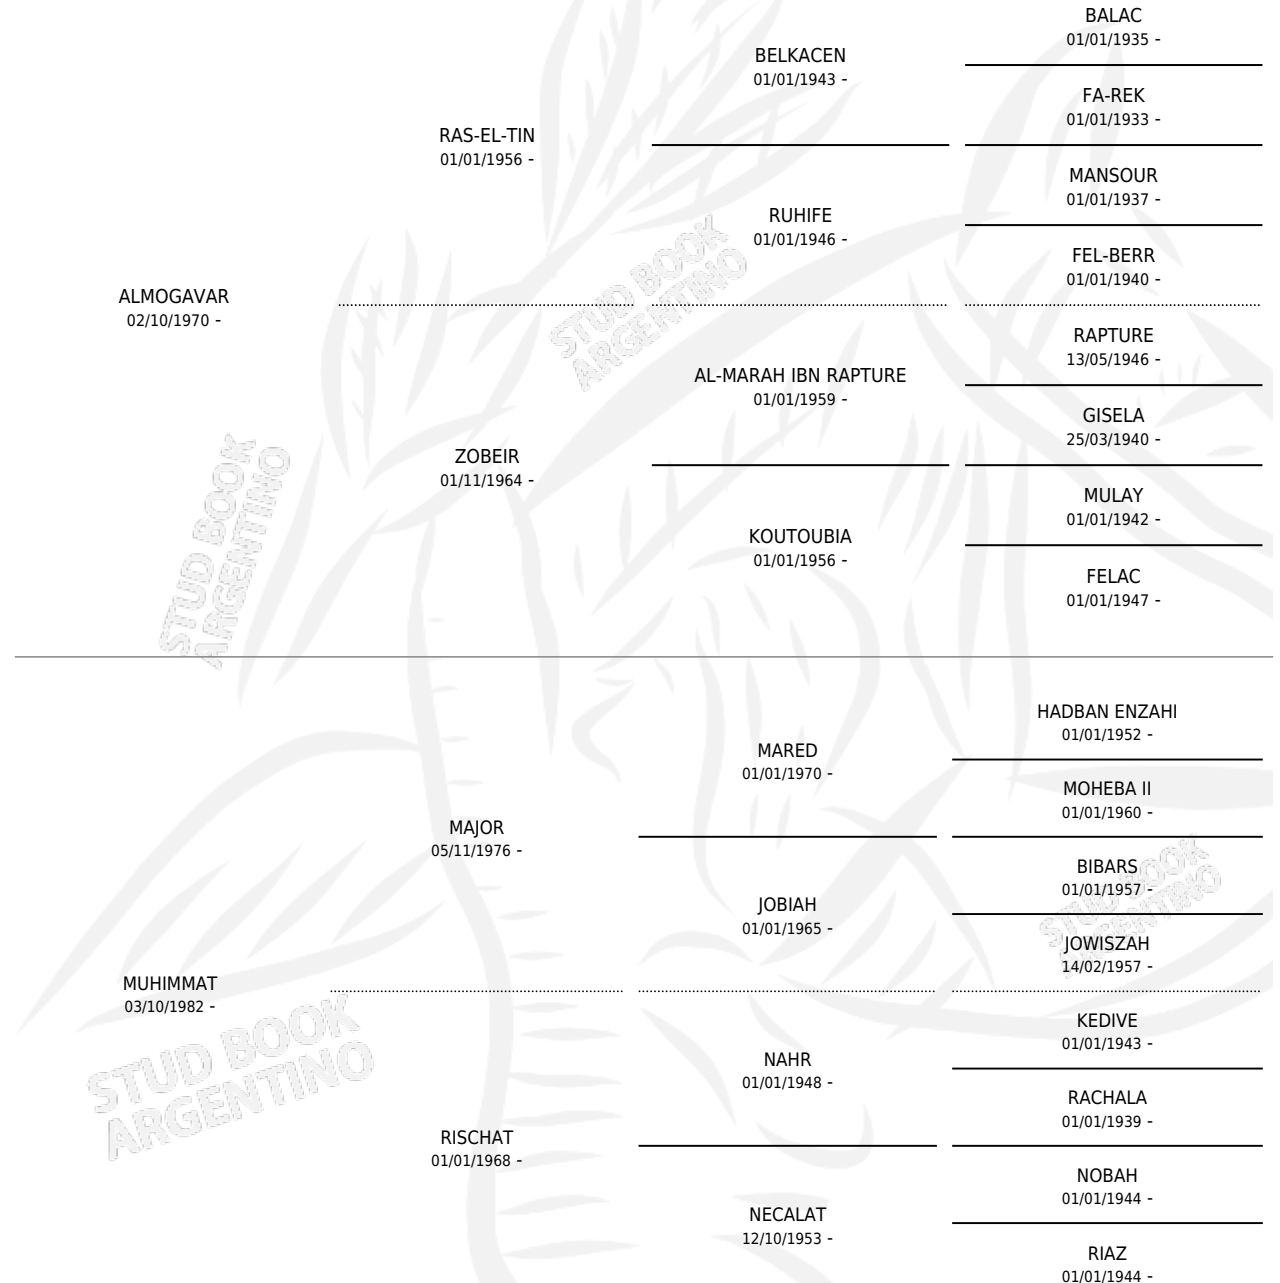 BALAC
01/01/1935 -
BELKACEN
01/01/1943 -
FA-REK
01/01/1933 -
RAS-EL-TIN
01/01/1956 -
MANSOUR
01/01/1937 -
RUHIFE
01/01/1946 -
FEL-BERR
01/01/1940 -
ALMOGAVAR
02/10/1970 -
RAPTURE
13/05/1946 -
AL-MARAH IBN RAPTURE
01/01/1959 -
GISELA
25/03/1940 -
ZOBEIR
01/11/1964 -
MULAY
01/01/1942 -
KOUTOUBIA
01/01/1956 -
FELAC
01/01/1947 -
STUD BOOK
ARGENTINO
STUD BOOK
ARGENTINO
HADBAN ENZAHI
01/01/1952 -
MARED
01/01/1970 -
MOHEBA II
01/01/1960 -
MAJOR
05/11/1976 -
BIBARS
01/01/1957 -
JOBIAH
01/01/1965 -
JOWISZAH
14/02/1957 -
MUHIMMAT
03/10/1982 -
KEDIVE
01/01/1943 -
NAHR
01/01/1948 -
RACHALA
01/01/1939 -
RISCHAT
01/01/1968 -
NOBAH
01/01/1944 -
NECALAT
12/10/1953 -
RIAZ
01/01/1944 -
STUD BOOK
ARGENTINO
STUD BOOK
ARGENTINO